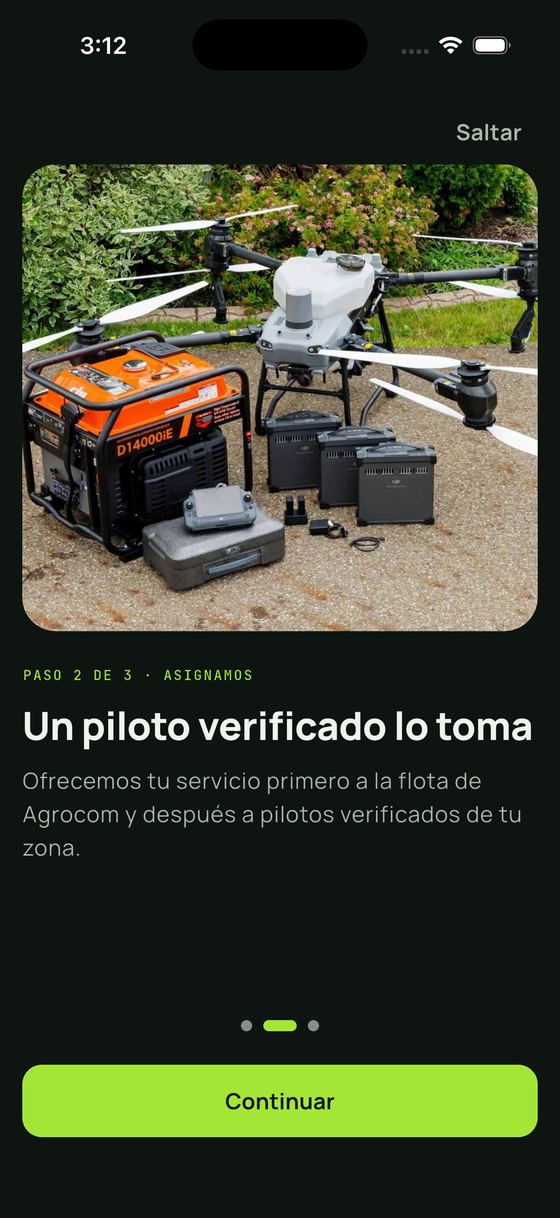 3:12
Saltar
D14000iE
PASO 2 DE 3 · ASIGNAMOS
Un piloto verificado lo toma
Ofrecemos tu servicio primero a la flota de
Agrocom y después a pilotos verificados de tu
zona.
Continuar